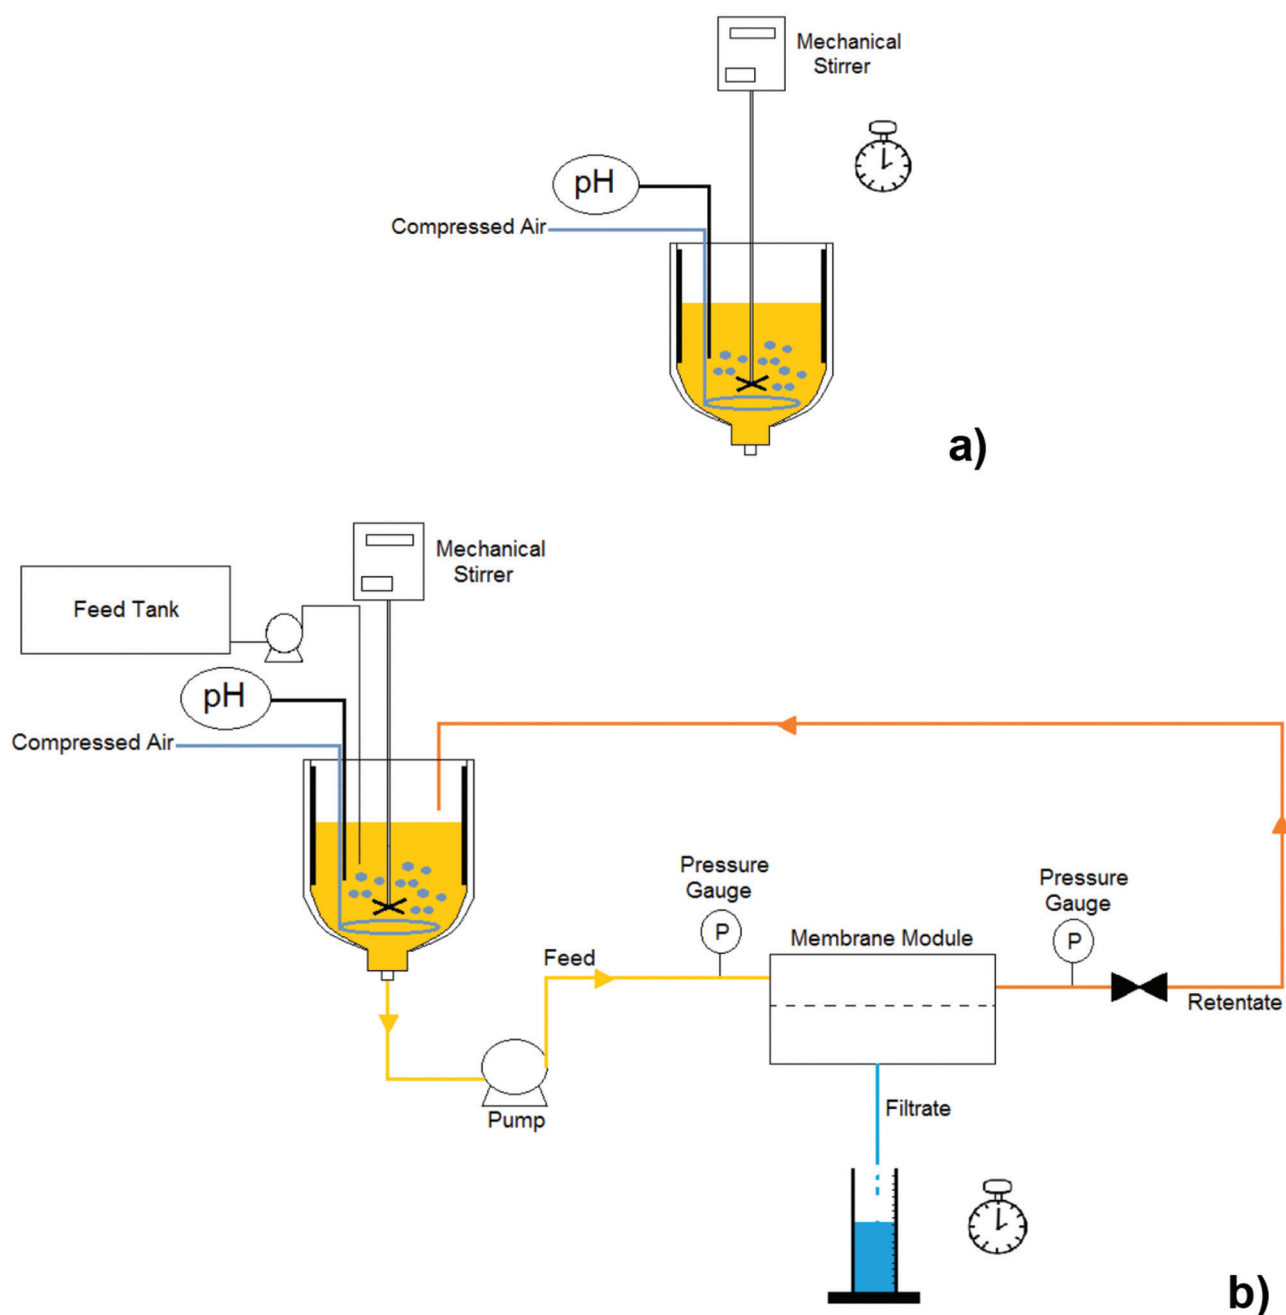 Mechanical
Stirrer
pH
Compressed Air
a)
Mechanical
Stirrer
Feed Tank
pH
Compressed Air
Pressure
Gauge
Pressure
Gauge
P
P
Membrane Module
Feed
Retentate
Pump
Filtrate
b)